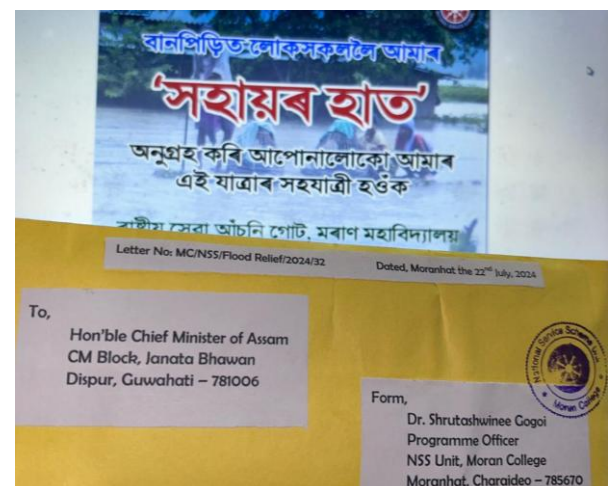 বানপিড়িত লোকসকললৈ আমাৰ
‘সহায়ৰ হাত’
অনুগ্ৰহ কৰি আপোনালোকো আমাৰ
এই যাত্ৰাৰ সহযাত্ৰী হওঁক
ৰাষ্ট্ৰীয় সেৱা আঁচনি গোট, মৰাণ মহাবিদ্যালয়
Letter No: MC/NSS/Flood Relief/2024/32
Dated, Moranhat the 22nd July, 2024
To,
Hon'ble Chief Minister of Assam
CM Block, Janata Bhawan
Dispur, Guwahati – 781006
National Service Scheme Unit
Moran College
Form,
Dr. Shrutashwinee Gogoi
Programme Officer
NSS Unit, Moran College
Moranhat, Charaideo – 785670